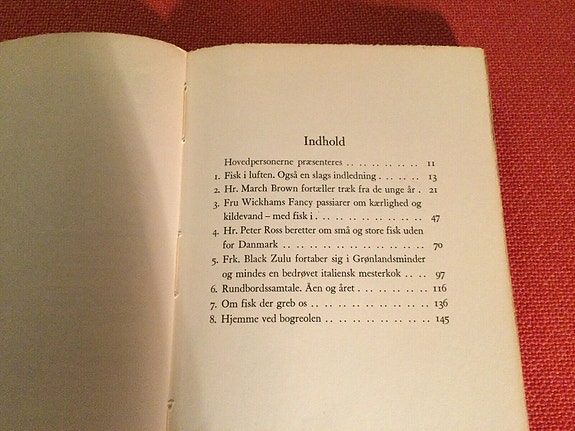 Indhold
Hovedpersonerne præsenteres . . . . . . . . . 11
1. Fisk i luften. Også en slags indledning . . . . . . 13
2. Hr. March Brown fortæller træk fra de unge år . 21
3. Fru Wickhams Fancy passiarer om kærlighed og
kildevand – med fisk i . . . . . . . . . . . . . 47
4. Hr. Peter Ross beretter om små og store fisk uden
for Danmark . . . . . . . . . . . . . . . . 70
5. Frk. Black Zulu fortaber sig i Grønlandsminder
og mindes en bedrøvet italiensk mesterkok . . . . 97
6. Rundbordssamtale. Åen og året . . . . . . . . . 116
7. Om fisk der greb os . . . . . . . . . . . . . . 136
8. Hjemme ved bogreolen . . . . . . . . . . . . . 145